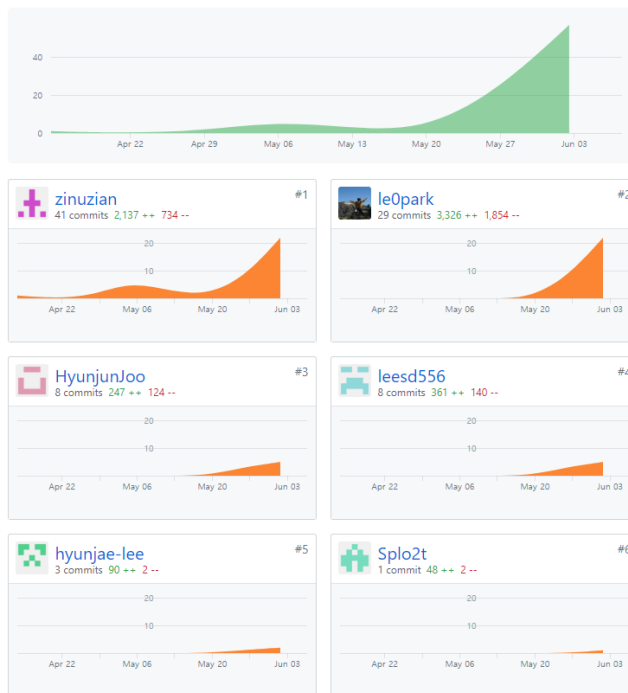 40
20
0
Apr 22 Apr 29 May 06 May 13 May 20 May 27 Jun 03
zinuzian #1
41 commits 2,137 ++ 734 --
20
10
Apr 22 May 06 May 20 Jun 03
le0park #2
29 commits 3,326 ++ 1,854 --
20
10
Apr 22 May 06 May 20 Jun 03
HyunjunJoo #3
8 commits 247 ++ 124 --
20
10
Apr 22 May 06 May 20 Jun 03
leesd556 #4
8 commits 361 ++ 140 --
20
10
Apr 22 May 06 May 20 Jun 03
hyunjae-lee #5
3 commits 90 ++ 2 --
20
10
Apr 22 May 06 May 20 Jun 03
Splo2t #6
1 commit 48 ++ 2 --
20
10
Apr 22 May 06 May 20 Jun 03